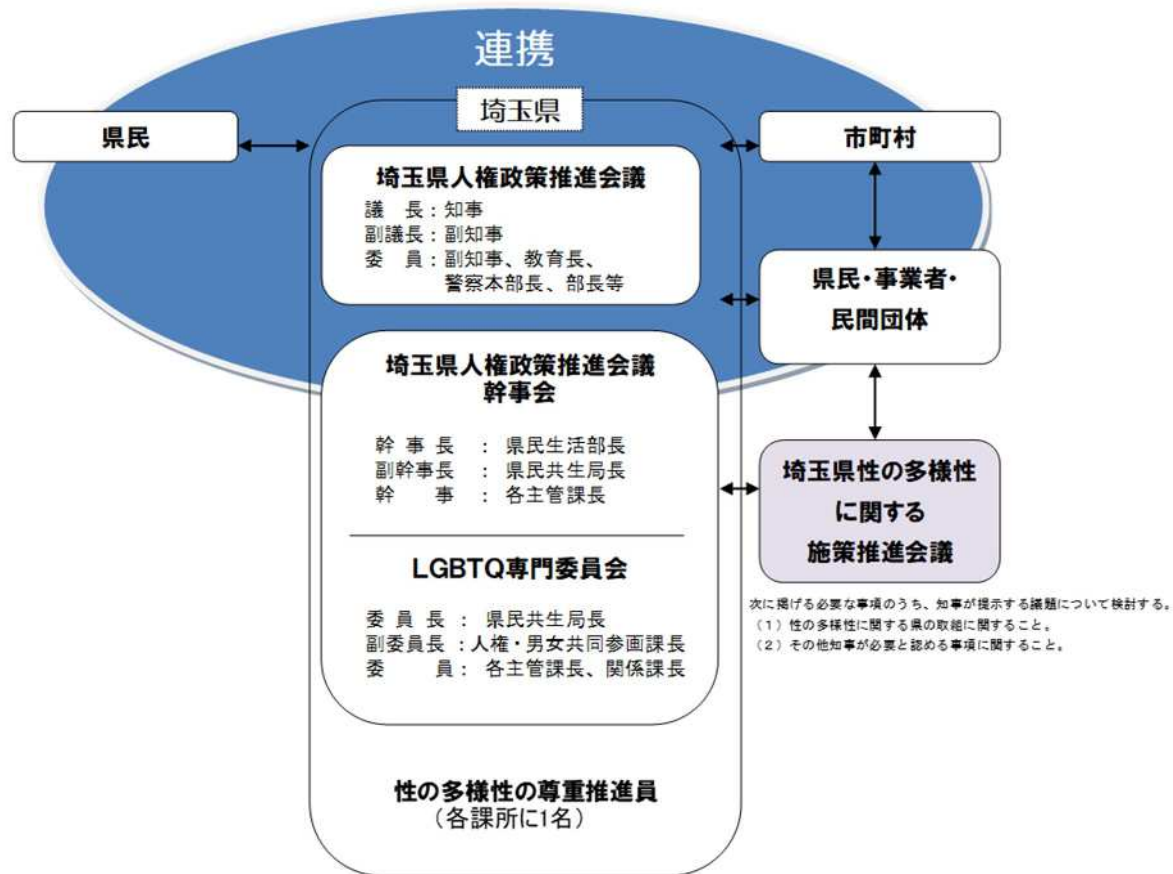 連携
埼玉県
県民
市町村
埼玉県人権政策推進会議
議　長：知事
副議長：副知事
委　員：副知事、教育長、
警察本部長、部長等
県民・事業者・
民間団体
埼玉県人権政策推進会議
幹事会
幹 事 長　：　県民生活部長
副幹事長　：　県民共生局長
幹　　事　：　各主管課長
埼玉県性の多様性
に関する
施策推進会議
LGBTQ専門委員会
委 員 長 ：　県民共生局長
副委員長：人権・男女共同参画課長
委　　員：　各主管課長、関係課長
次に掲げる必要な事項のうち、知事が提示する議題について検討する。
（1）性の多様性に関する県の取組に関すること。
（2）その他知事が必要と認める事項に関すること。
性の多様性の尊重推進員
（各課所に1名）